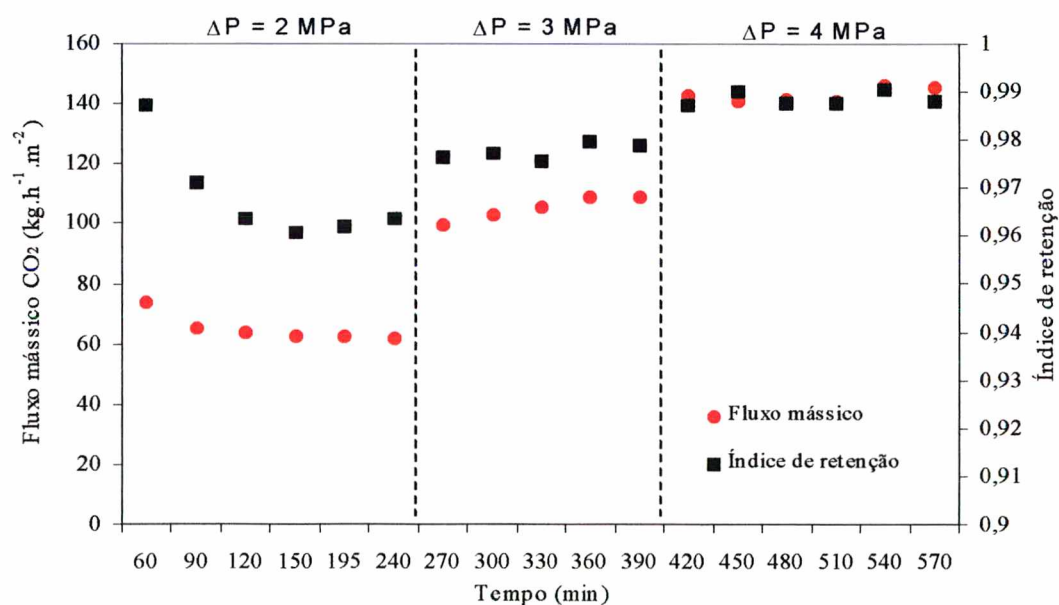 ΔP = 2 MPa
ΔP = 3 MPa
ΔP = 4 MPa
160
140
120
100
80
60
40
20
0
Fluxo mássico CO₂ (kg.h⁻¹.m⁻²)
1
0,99
0,98
0,97
0,96
0,95
0,94
0,93
0,92
0,91
0,9
Índice de retenção
Fluxo mássico
Índice de retenção
60 90 120 150 195 240 270 300 330 360 390 420 450 480 510 540 570
Tempo (min)